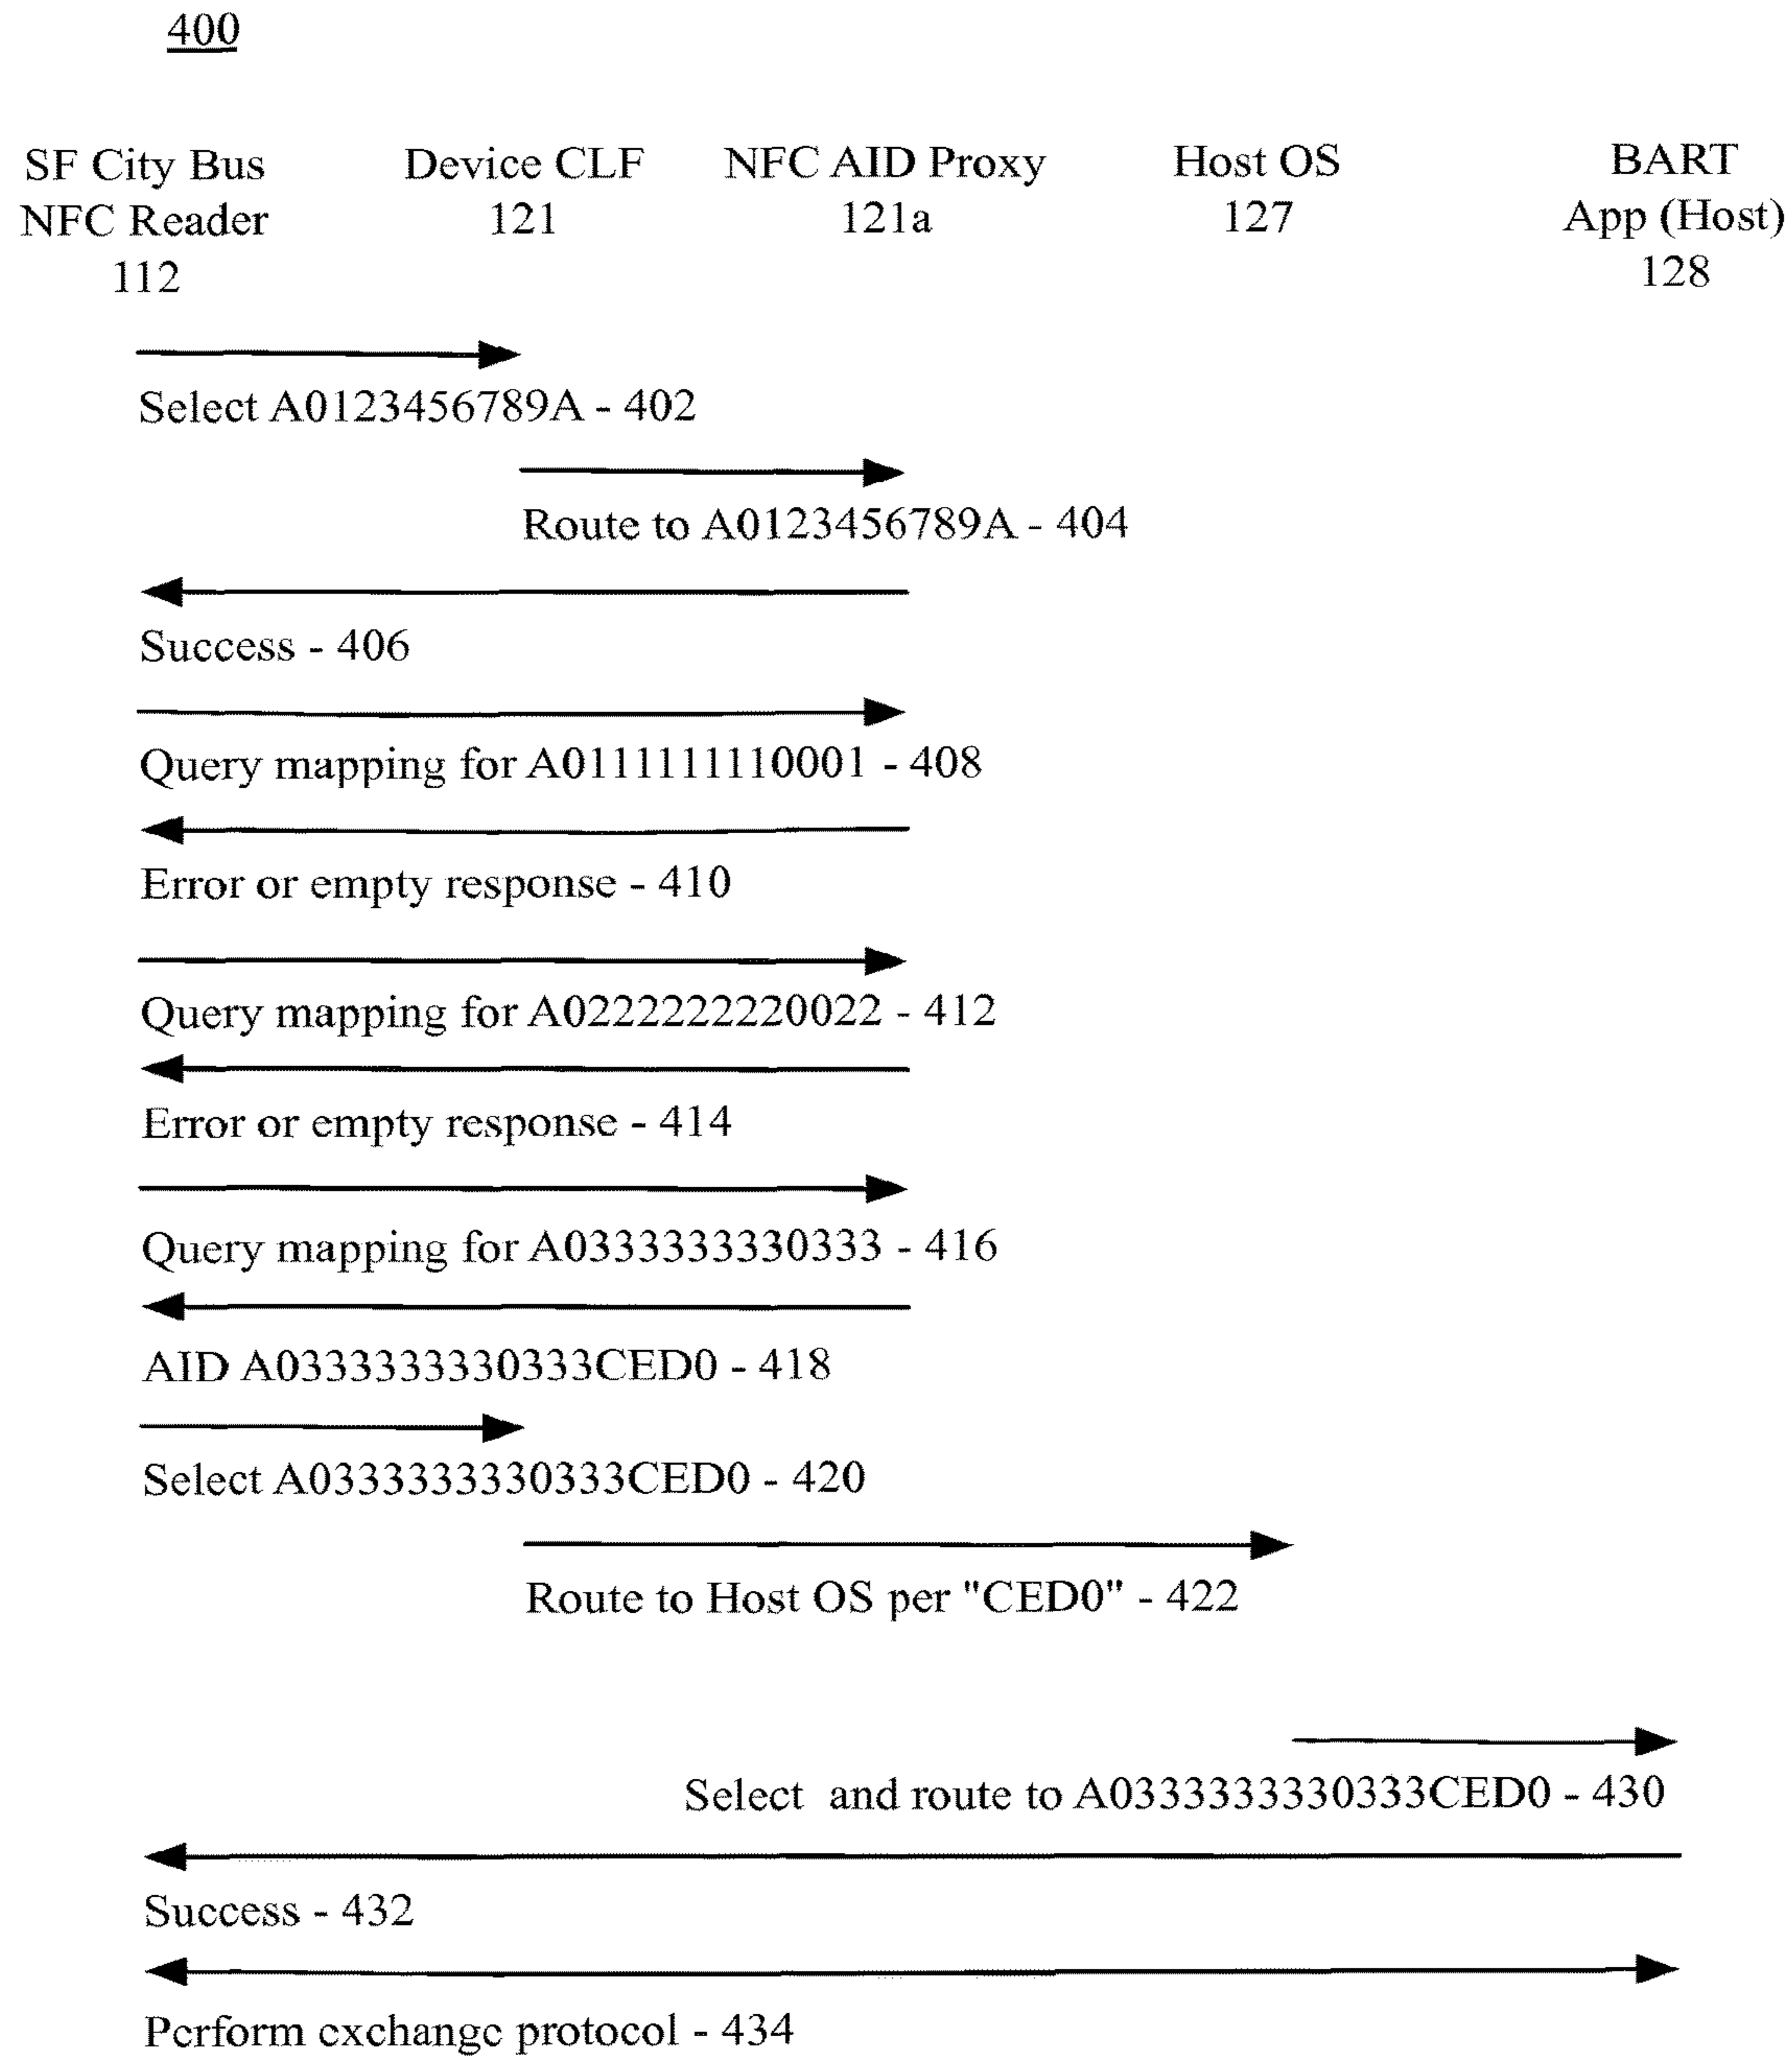 400
SF City Bus
NFC Reader
112
Device CLF
121
NFC AID Proxy
121a
Host OS
127
BART
App (Host)
128
Select A0123456789A - 402
Route to A0123456789A - 404
Success - 406
Query mapping for A0111111110001 - 408
Error or empty response - 410
Query mapping for A0222222220022 - 412
Error or empty response - 414
Query mapping for A0333333330333 - 416
AID A0333333330333CED0 - 418
Select A0333333330333CED0 - 420
Route to Host OS per "CED0" - 422
Select and route to A0333333330333CED0 - 430
Success - 432
Perform exchange protocol - 434